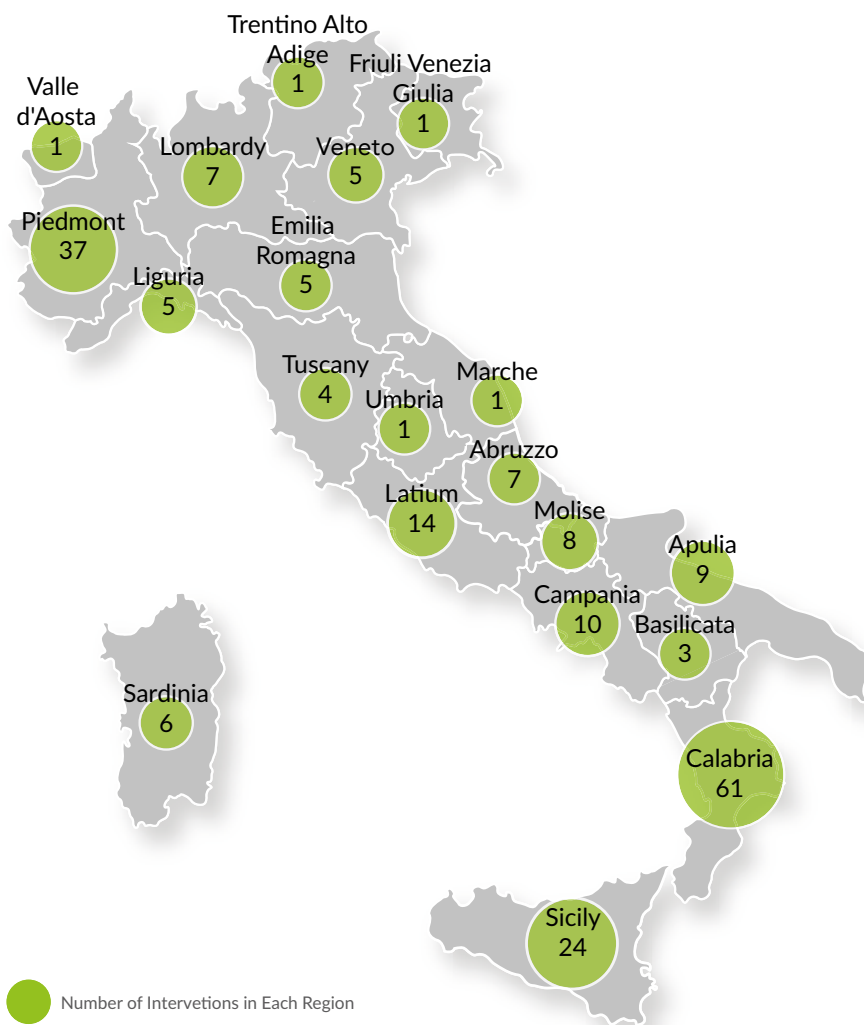 Trentino Alto
Adige
1
Friuli Venezia
Giulia
1
Valle
d'Aosta
1
Lombardy
7
Veneto
5
Piedmont
37
Emilia
Romagna
5
Liguria
5
Tuscany
4
Marche
1
Umbria
1
Abruzzo
7
Latium
14
Molise
8
Apulia
9
Campania
10
Basilicata
3
Sardinia
6
Calabria
61
Sicily
24
Number of Intervetions in Each Region